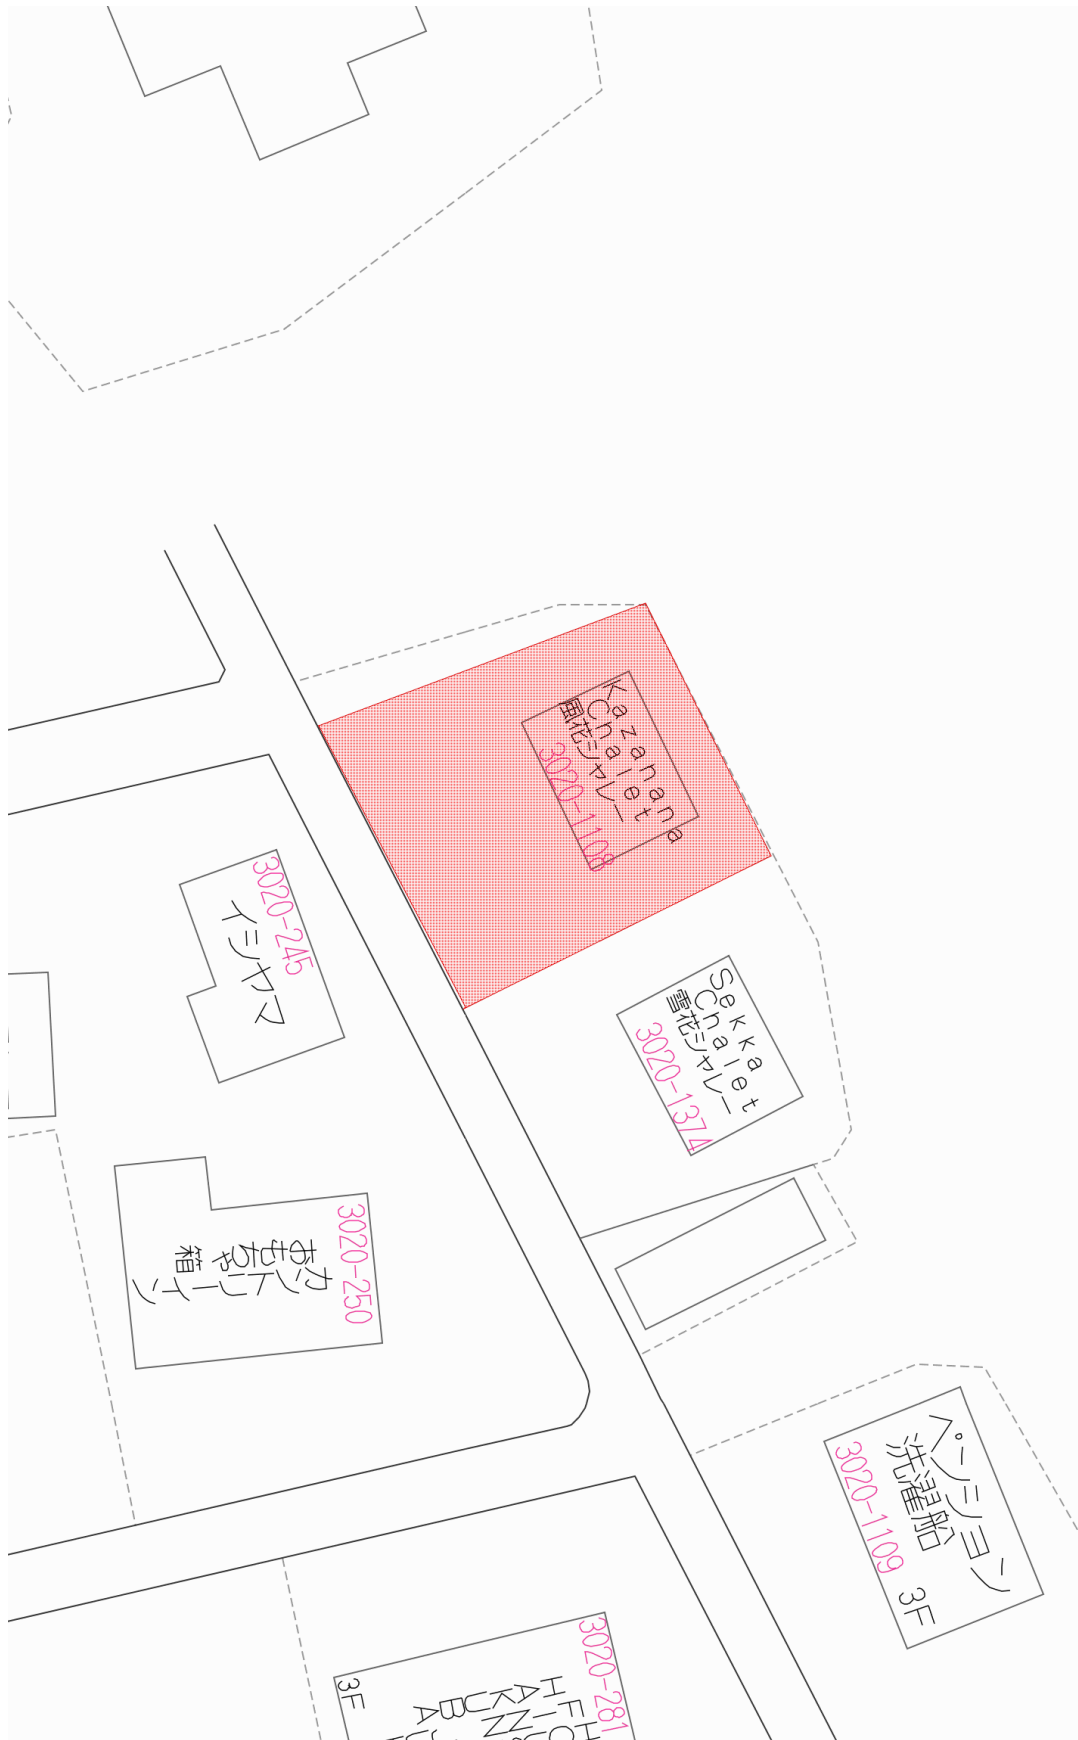 Kazahana
Chalet
風花シャレー
3020-1108
3020-245
イシヤマ
Sekka
Chalet
雪花シャレー
3020-1374
カントリーイン
おもちゃ箱
3020-250
ペンション
洗濯船
3020-1109
3F
3020-281
3F